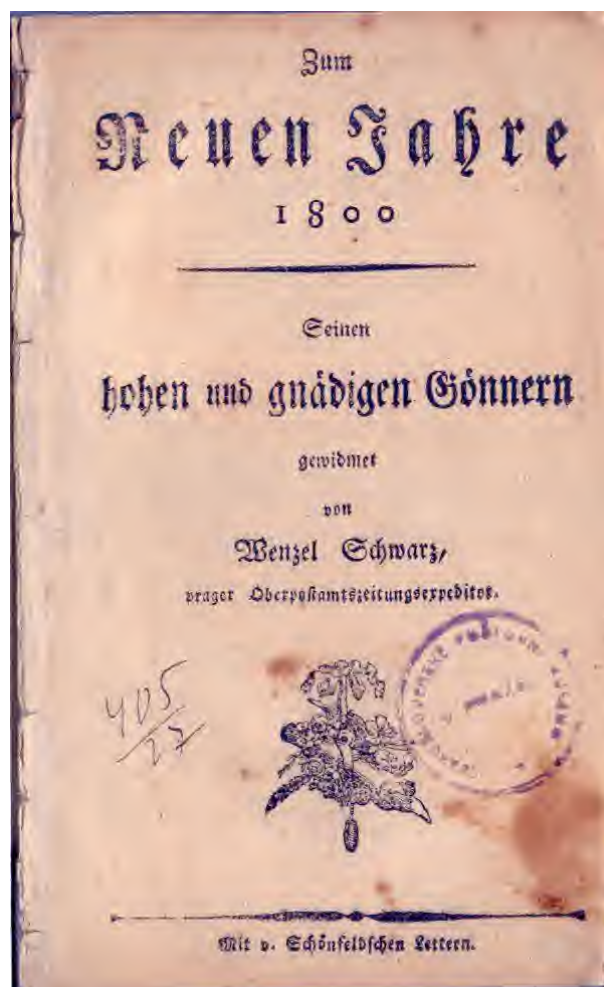 Zum
Neuen Jahre
1800
Seinen
hohen und gnädigen Gönnern
gewidmet
von
Wenzel Schwarz,
prager Oberpostamtszeitungsexpeditor.
405
27
Mit v. Schönfeldschen Lettern.